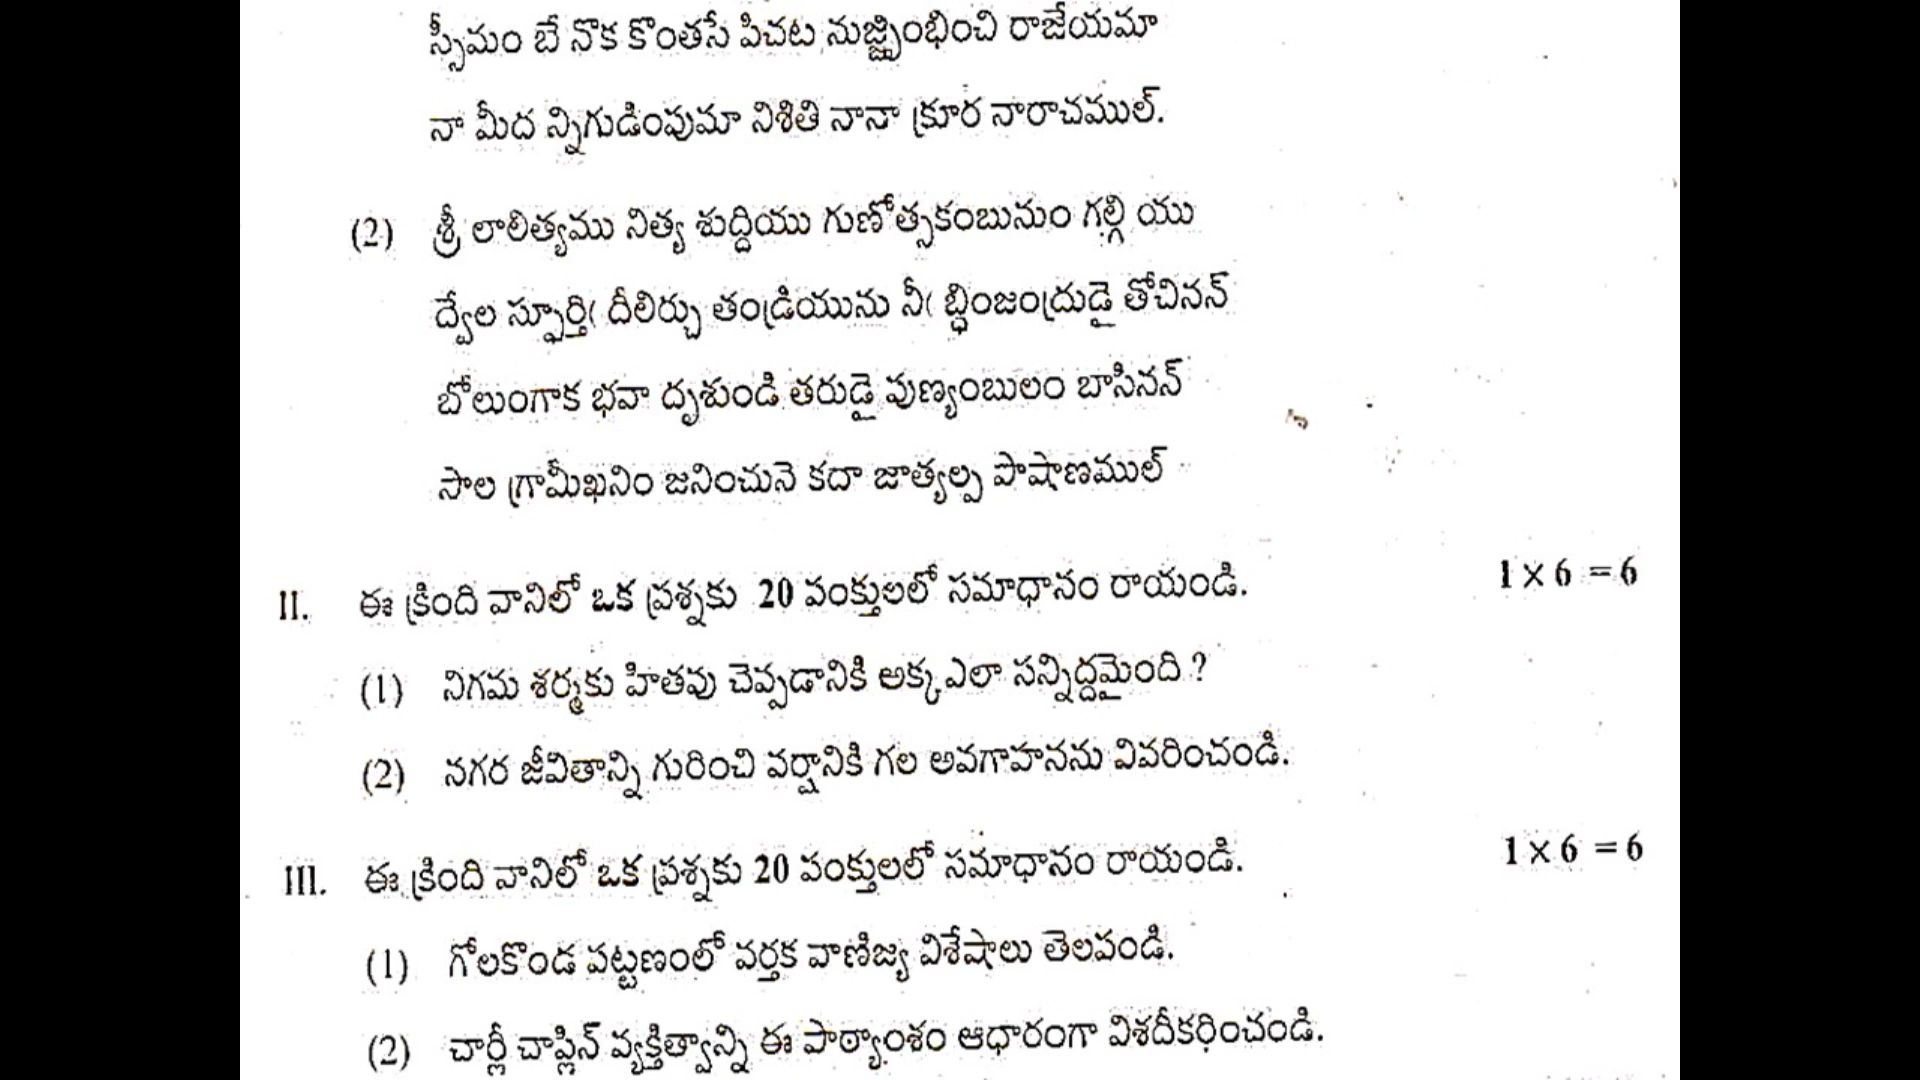 స్సీమం బే నొక కొంతసే పిచట నుజ్జృంభించి రాజేయమా
నా మీద న్నిగుడింపుమా నిశితి నానా క్రూర నారాచముల్.
(2) శ్రీ లాలిత్యము నిత్య శుద్ధియు గుణోత్సకంబునుం గల్గి యు
ద్వేల స్ఫూర్తిఁ దీలిర్చు తండ్రియును నీఁ బ్ధింజంద్రుడై తోచినన్
బోలుంగాక భవా దృశుండి తరుడై పుణ్యంబులం బాసినన్
సాల గ్రామీఖనిం జనించునె కదా జాత్యల్ప పాషాణముల్
II. ఈ క్రింది వానిలో ఒక ప్రశ్నకు 20 పంక్తులలో సమాధానం రాయండి. 1 × 6 = 6
(1) నిగమ శర్మకు హితవు చెప్పడానికి అక్క ఎలా సన్నిద్దమైంది ?
(2) నగర జీవితాన్ని గురించి వర్షానికి గల అవగాహనను వివరించండి.
III. ఈ క్రింది వానిలో ఒక ప్రశ్నకు 20 పంక్తులలో సమాధానం రాయండి. 1 × 6 = 6
(1) గోలకొండ పట్టణంలో వర్తక వాణిజ్య విశేషాలు తెలపండి.
(2) చార్లీ చాప్లిన్ వ్యక్తిత్వాన్ని ఈ పాఠ్యాంశం ఆధారంగా విశదీకరించండి.